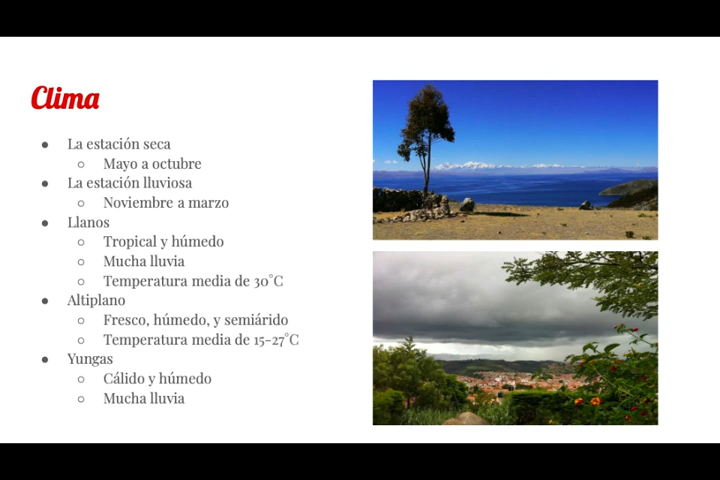 Clima
● La estación seca
○ Mayo a octubre
● La estación lluviosa
○ Noviembre a marzo
● Llanos
○ Tropical y húmedo
○ Mucha lluvia
○ Temperatura media de 30°C
● Altiplano
○ Fresco, húmedo, y semiárido
○ Temperatura media de 15-27°C
● Yungas
○ Cálido y húmedo
○ Mucha lluvia